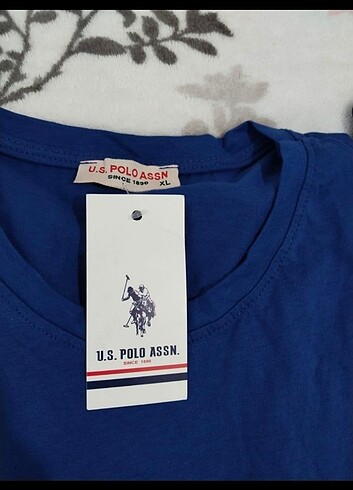 U.S. POLO ASSN
SINCE 1890
XL
U.S. POLO ASSN.
SINCE 1890